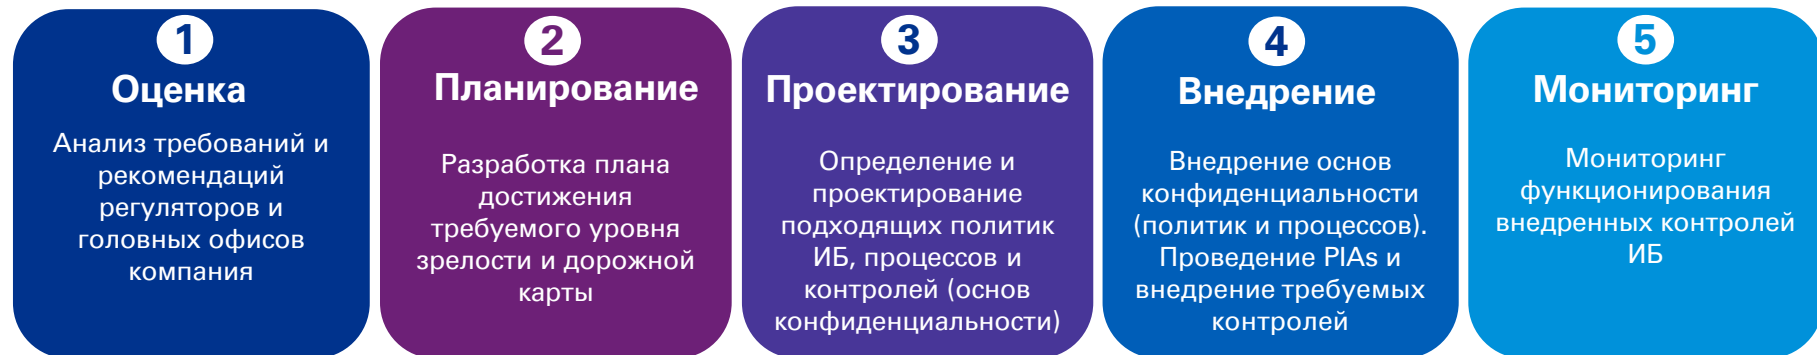 1
Оценка
Анализ требований и
рекомендаций
регуляторов и
головных офисов
компания
2
Планирование
Разработка плана
достижения
требуемого уровня
зрелости и дорожной
карты
3
Проектирование
Определение и
проектирование
подходящих политик
ИБ, процессов и
контролей (основ
конфиденциальности)
4
Внедрение
Внедрение основ
конфиденциальности
(политик и процессов).
Проведение PIAs и
внедрение требуемых
контролей
5
Мониторинг
Мониторинг
функционирования
внедренных контролей
ИБ